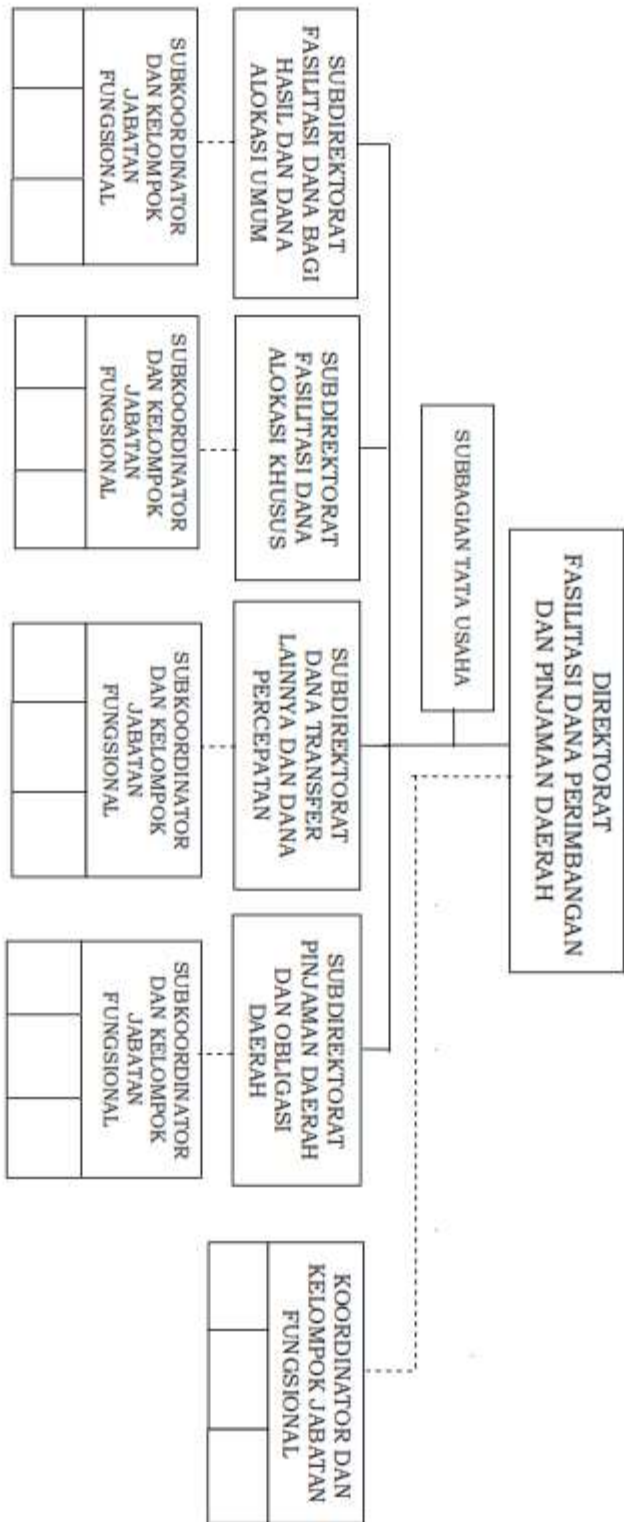 DIREKTORAT
FASILITASI DANA PERIMBANGAN
DAN PINJAMAN DAERAH
SUBBAGIAN TATA USAHA
SUBDIREKTORAT
FASILITASI DANA BAGI
HASIL DAN DANA
ALOKASI UMUM
SUBDIREKTORAT
FASILITASI DANA
ALOKASI KHUSUS
SUBDIREKTORAT
DANA TRANSFER
LAINNYA DAN DANA
PERCEPATAN
SUBDIREKTORAT
PINJAMAN DAERAH
DAN OBLIGASI
DAERAH
KOORDINATOR DAN
KELOMPOK JABATAN
FUNGSIONAL
SUBKOORDINATOR
DAN KELOMPOK
JABATAN
FUNGSIONAL
SUBKOORDINATOR
DAN KELOMPOK
JABATAN
FUNGSIONAL
SUBKOORDINATOR
DAN KELOMPOK
JABATAN
FUNGSIONAL
SUBKOORDINATOR
DAN KELOMPOK
JABATAN
FUNGSIONAL